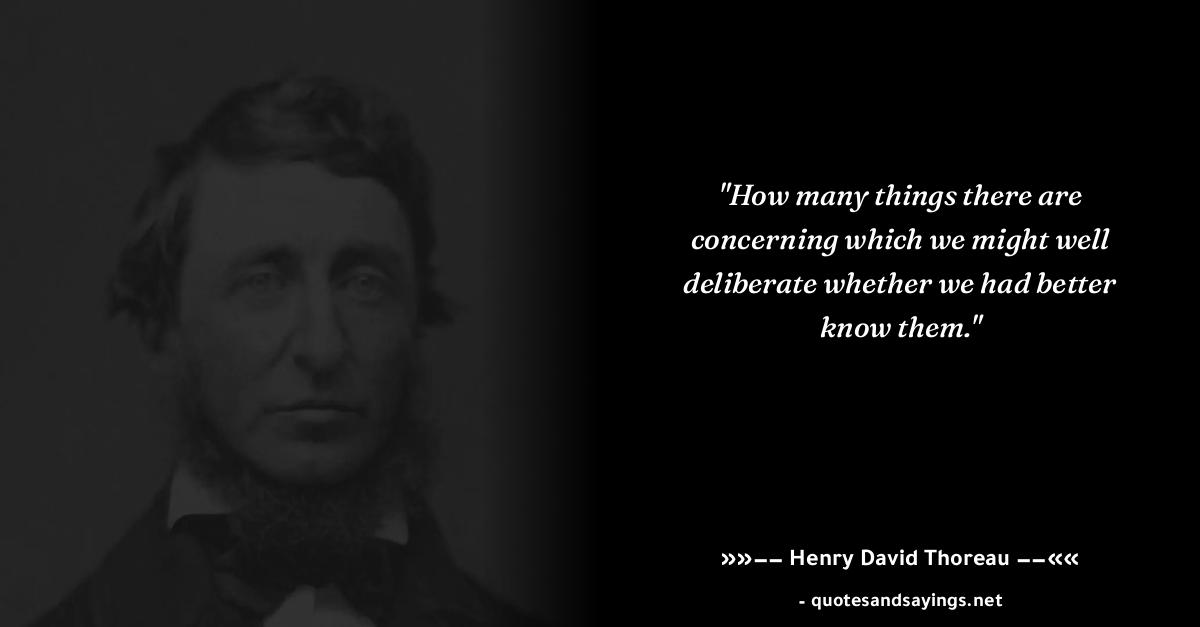 "How many things there are
concerning which we might well
deliberate whether we had better
know them."
»»−− Henry David Thoreau −−««
- quotesandsayings.net